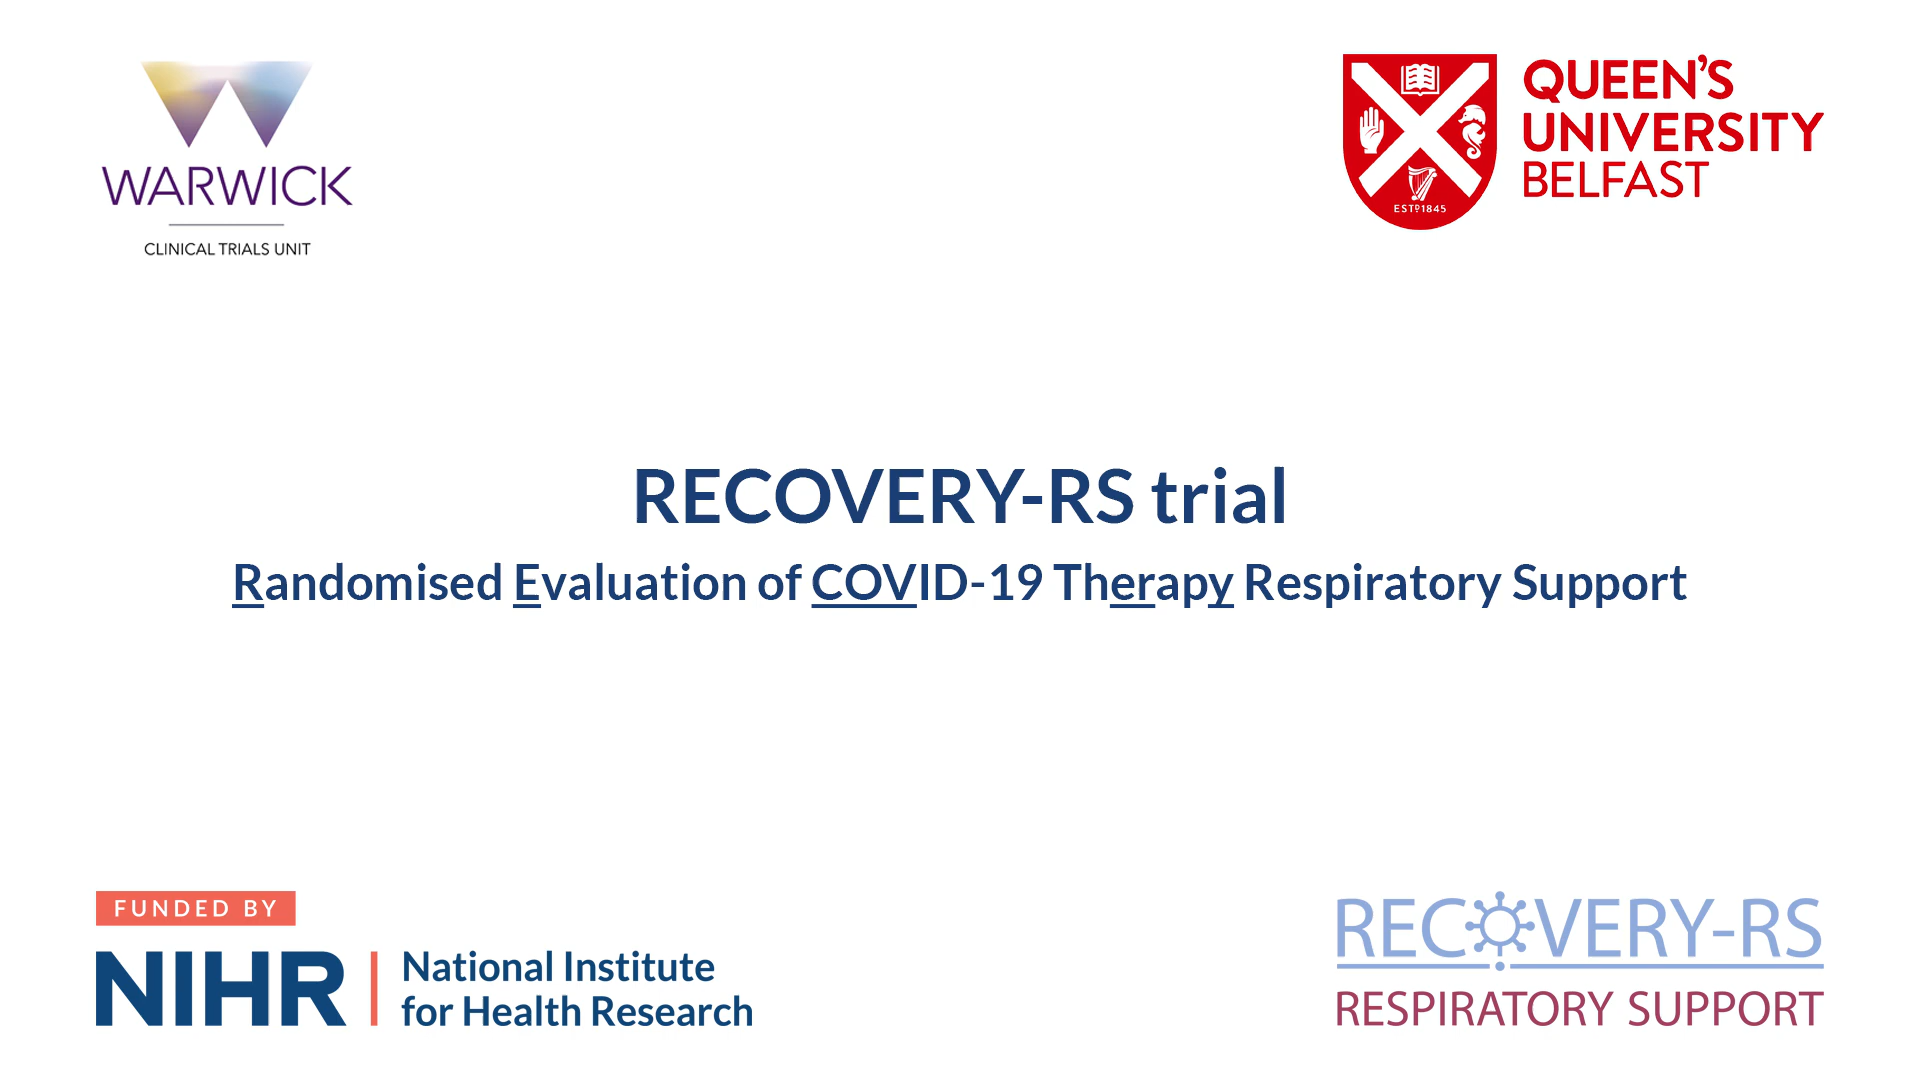 WARWICK
CLINICAL TRIALS UNIT
QUEEN'S
UNIVERSITY
BELFAST
ESTD 1845
RECOVERY-RS trial
Randomised Evaluation of COVID-19 Therapy Respiratory Support
FUNDED BY
NIHR | National Institute
for Health Research
RECOVERY-RS
RESPIRATORY SUPPORT